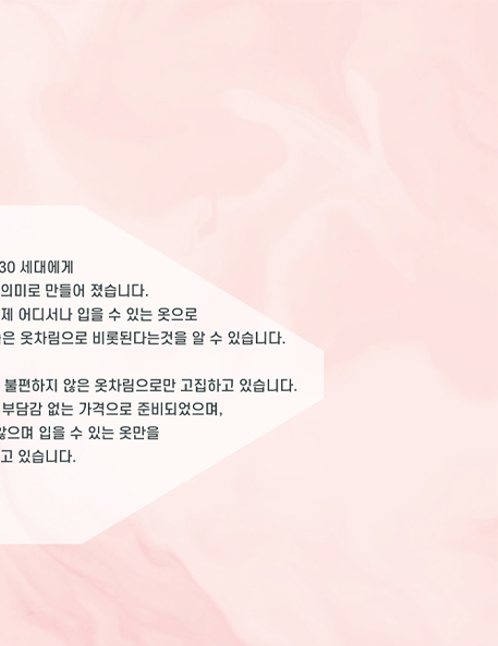 30 세대에게
의미로 만들어 졌습니다.
제 어디서나 입을 수 있는 옷으로
은 옷차림으로 비롯된다는것을 알 수 있습니다.
불편하지 않은 옷차림으로만 고집하고 있습니다.
부담감 없는 가격으로 준비되었으며,
않으며 입을 수 있는 옷만을
고 있습니다.